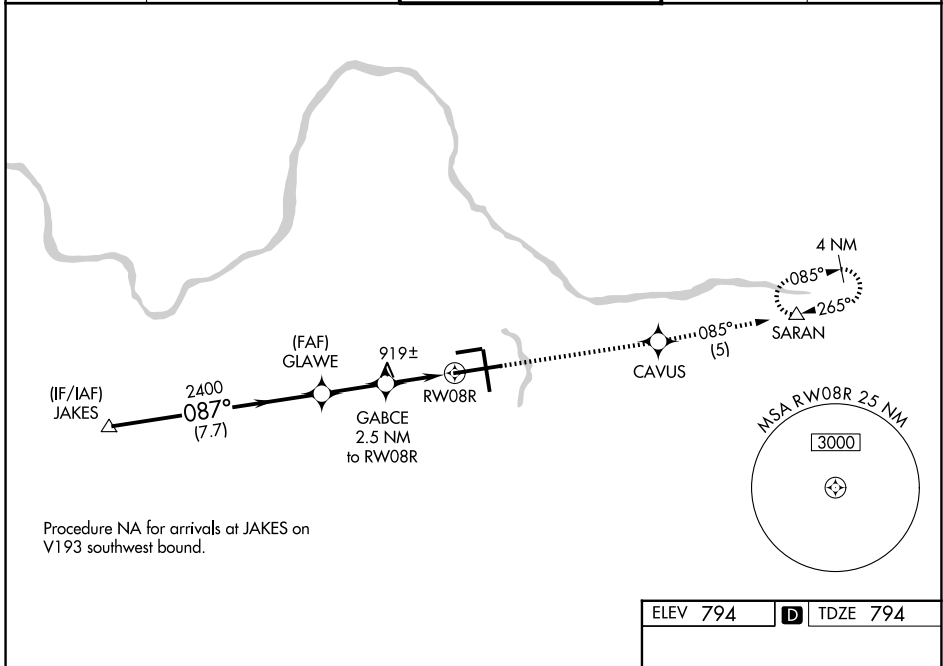 4 NM
085°
265°
SARAN
085°
(5)
CAVUS
(FAF)
GLAWE
919±
RW08R
(IF/IAF)
JAKES
2400
087°
(7.7)
GABCE
2.5 NM
to RW08R
MSA RW08R 25 NM
3000
Procedure NA for arrivals at JAKES on
V193 southwest bound.
ELEV 794 D TDZE 794